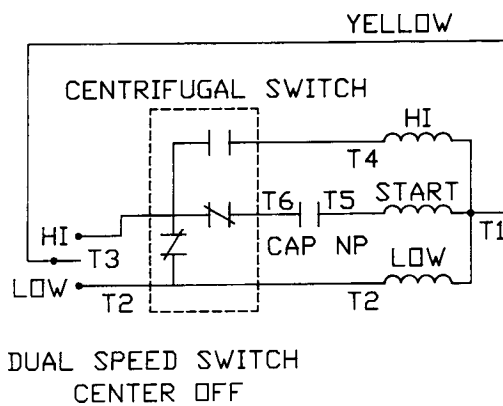 YELLOW
CENTRIFUGAL SWITCH
HI
T4
T6 T5 START
HI T1
T3 CAP NP LOW
LOW T2 T2
DUAL SPEED SWITCH
CENTER OFF